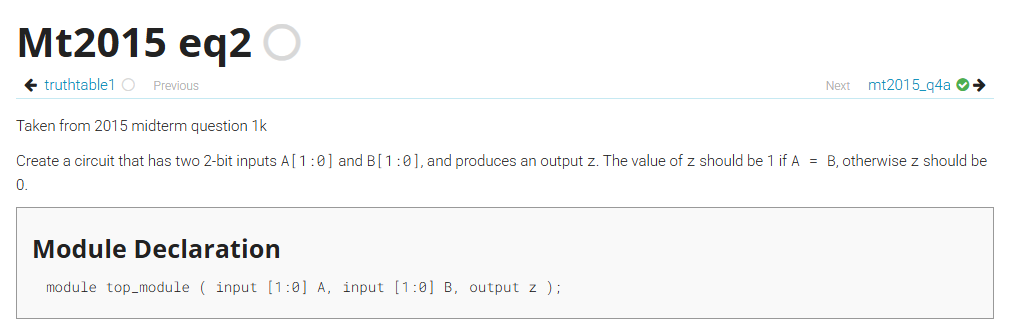 Mt2015 eq2
truthtable1 Previous
Next mt2015_q4a
Taken from 2015 midterm question 1k
Create a circuit that has two 2-bit inputs A[1:0] and B[1:0], and produces an output z. The value of z should be 1 if A = B, otherwise z should be
0.
Module Declaration
module top_module ( input [1:0] A, input [1:0] B, output z );